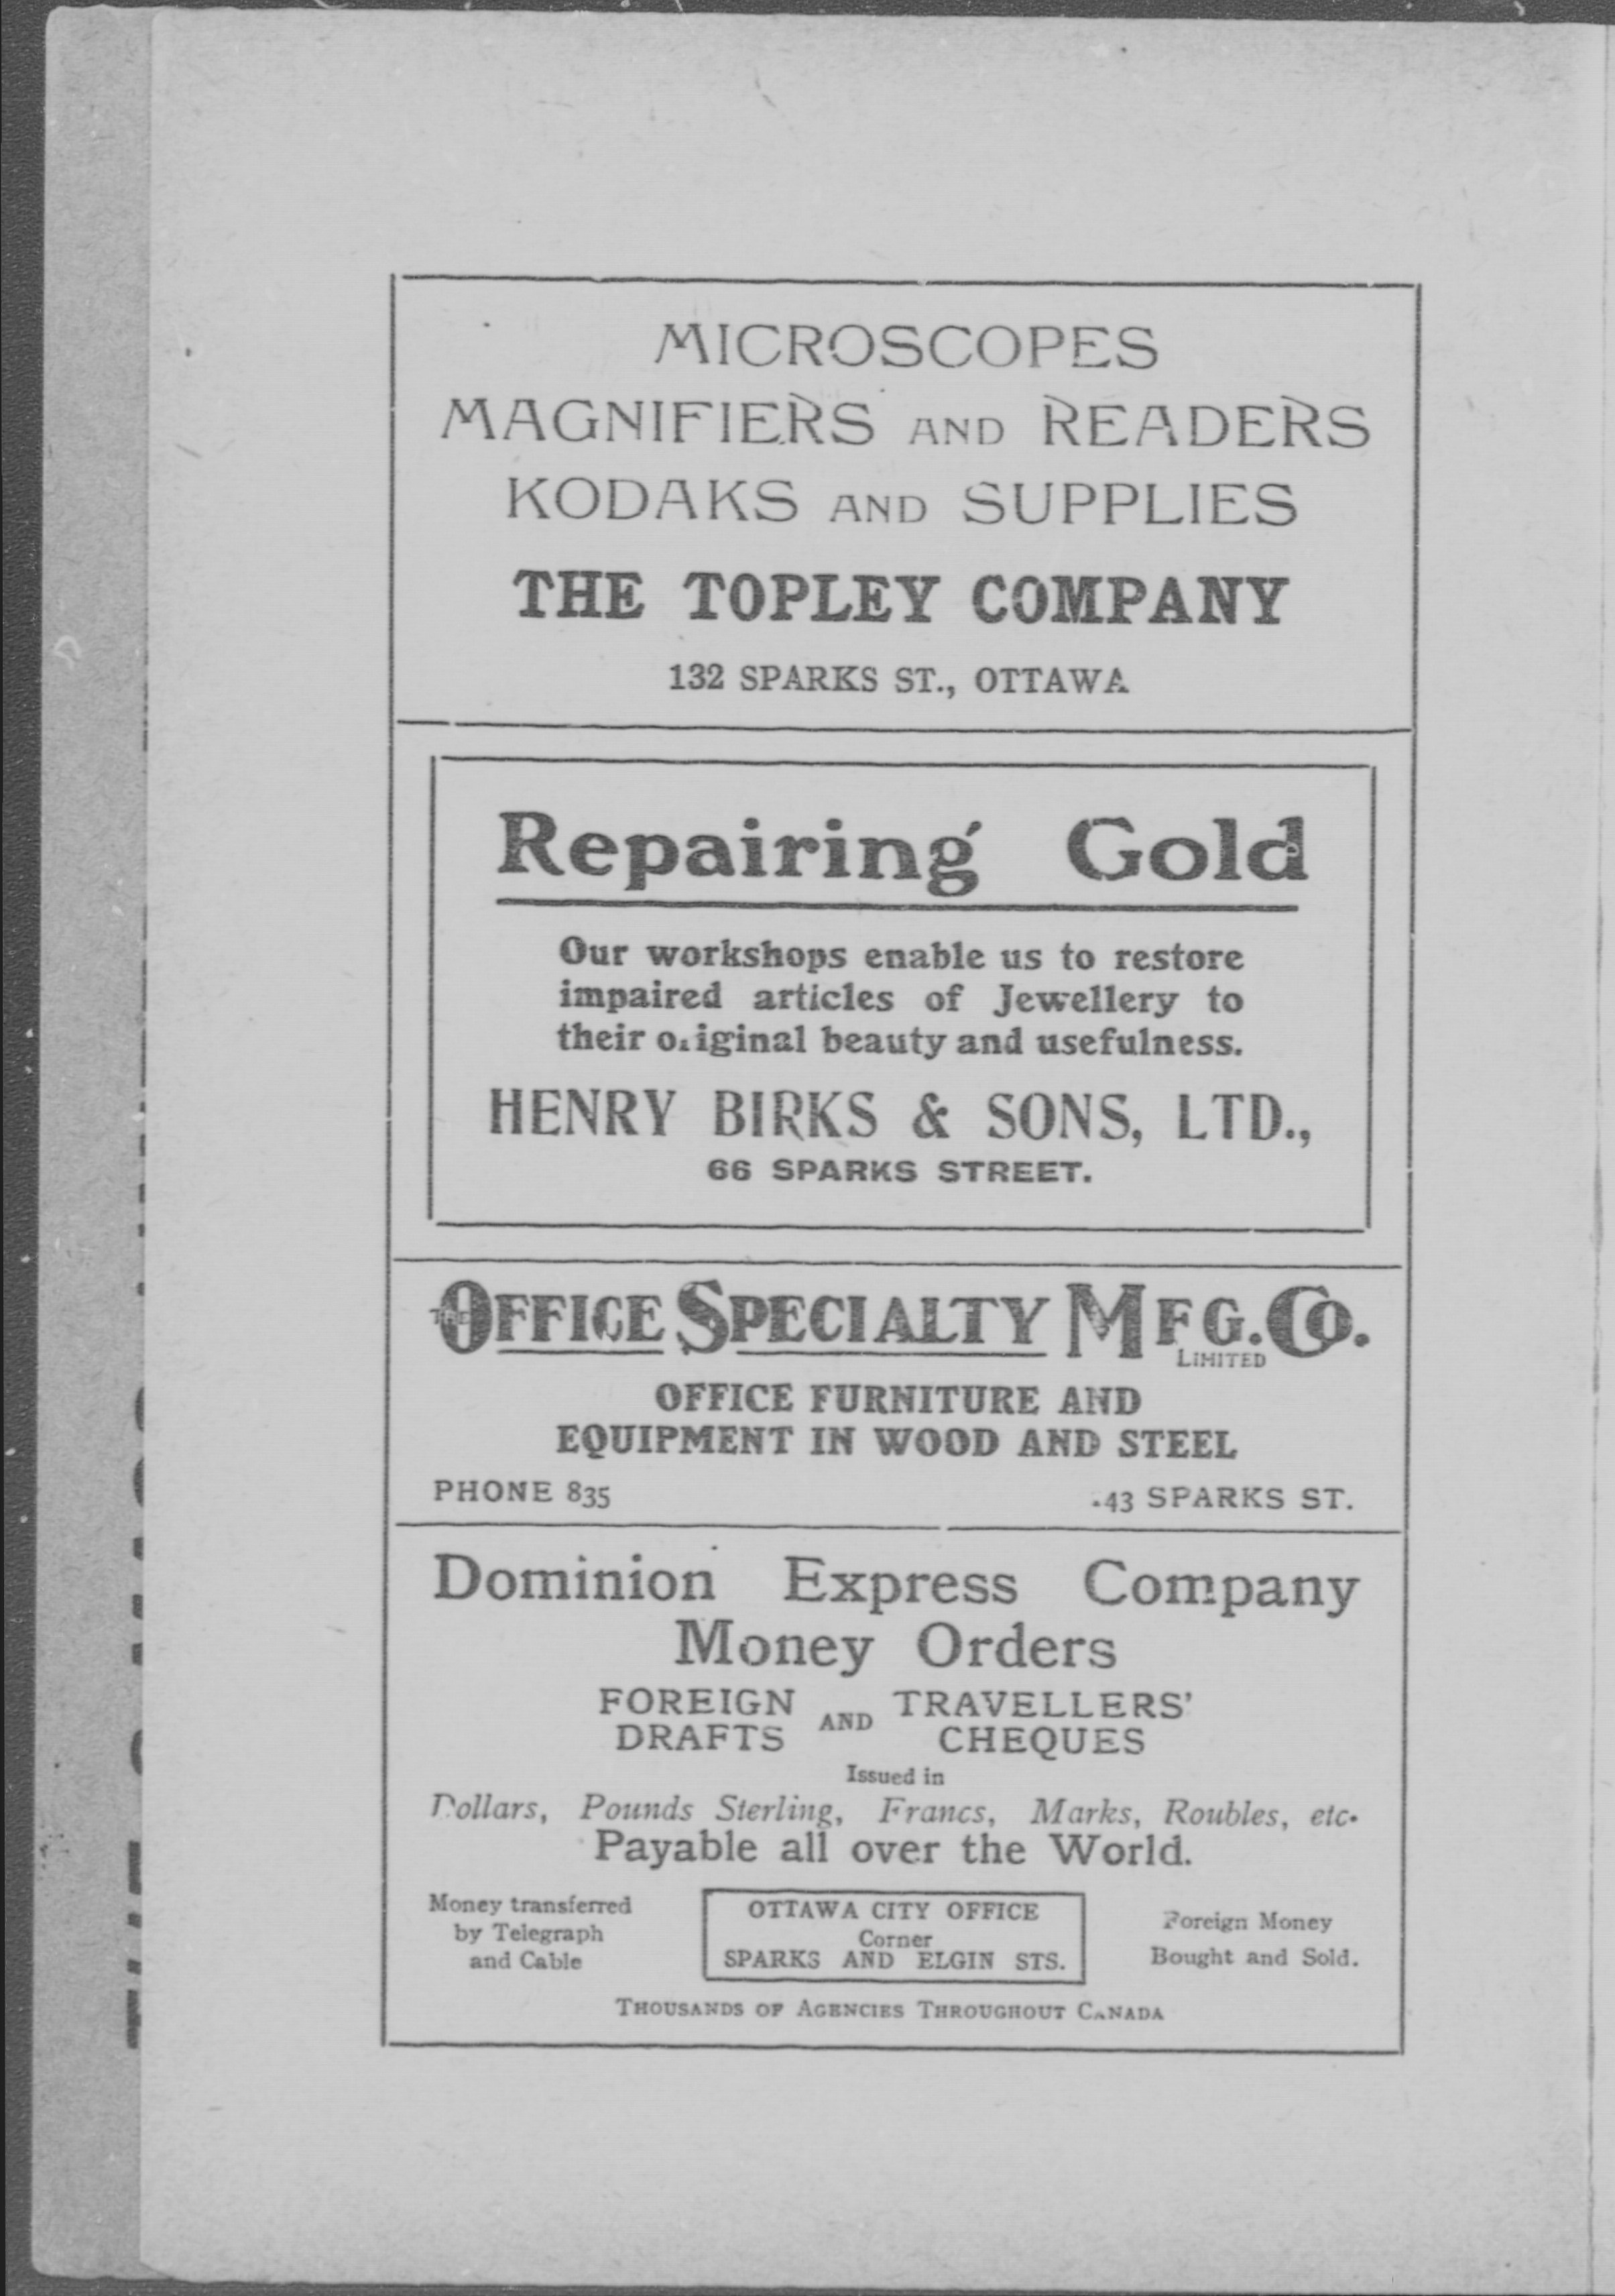 MICROSCOPES
MAGNIFIERS AND READERS
KODAKS AND SUPPLIES
THE TOPLEY COMPANY
132 SPARKS ST., OTTAWA
Repairing Gold
Our workshops enable us to restore
impaired articles of Jewellery to
their original beauty and usefulness.
HENRY BIRKS & SONS, LTD.,
66 SPARKS STREET.
THE OFFICE SPECIALTY MFG. CO.
LIMITED
OFFICE FURNITURE AND
EQUIPMENT IN WOOD AND STEEL
PHONE 835
43 SPARKS ST.
Dominion Express Company
Money Orders
FOREIGN DRAFTS AND TRAVELLERS' CHEQUES
Issued in
Dollars, Pounds Sterling, Francs, Marks, Roubles, etc.
Payable all over the World.
Money transferred
by Telegraph
and Cable
OTTAWA CITY OFFICE
Corner
SPARKS AND ELGIN STS.
Foreign Money
Bought and Sold.
THOUSANDS OF AGENCIES THROUGHOUT CANADA